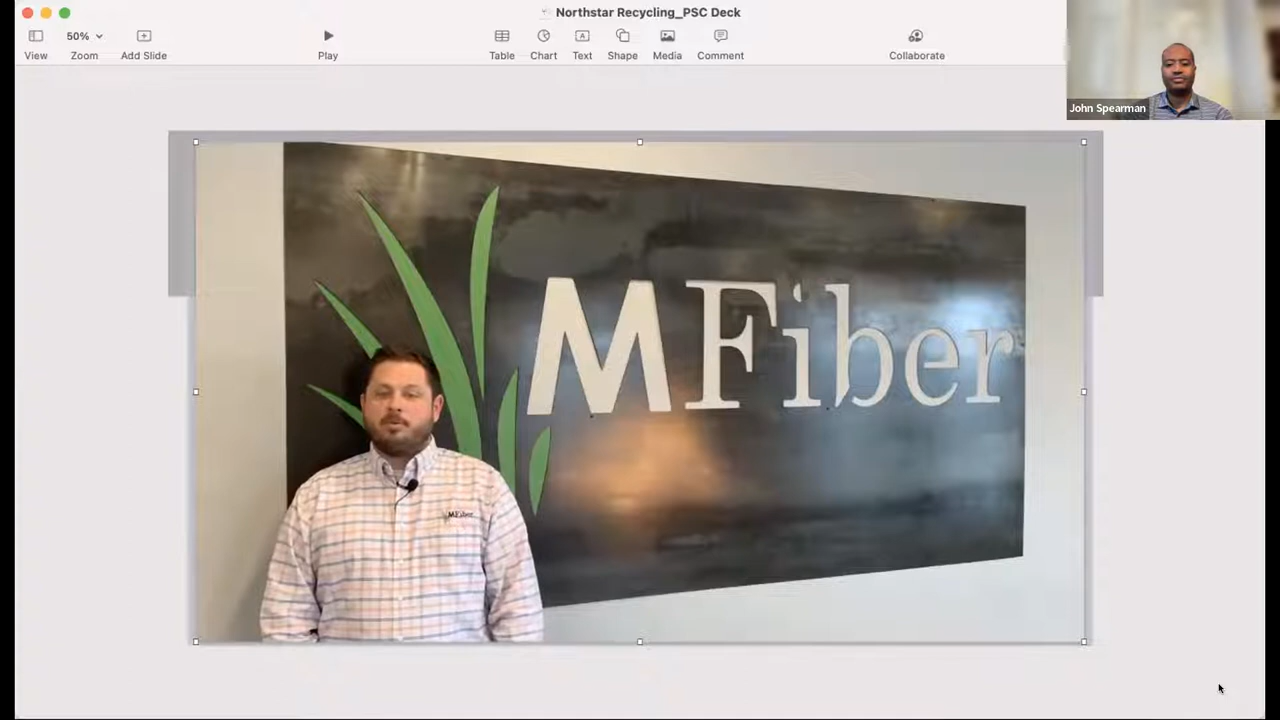 Northstar Recycling_PSC Deck
50%
View
Zoom
Add Slide
Play
Table
Chart
Text
Shape
Media
Comment
Collaborate
John Spearman
MFiber
MFiber